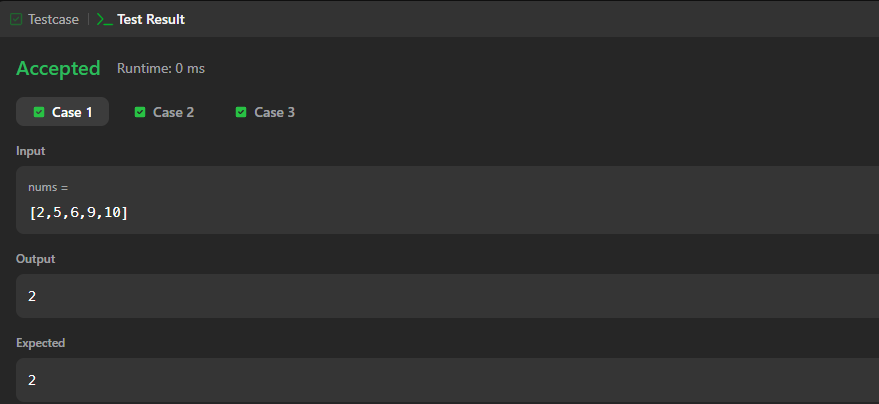 Testcase | >_ Test Result
Accepted Runtime: 0 ms
Case 1 Case 2 Case 3
Input
nums =
[2,5,6,9,10]
Output
2
Expected
2